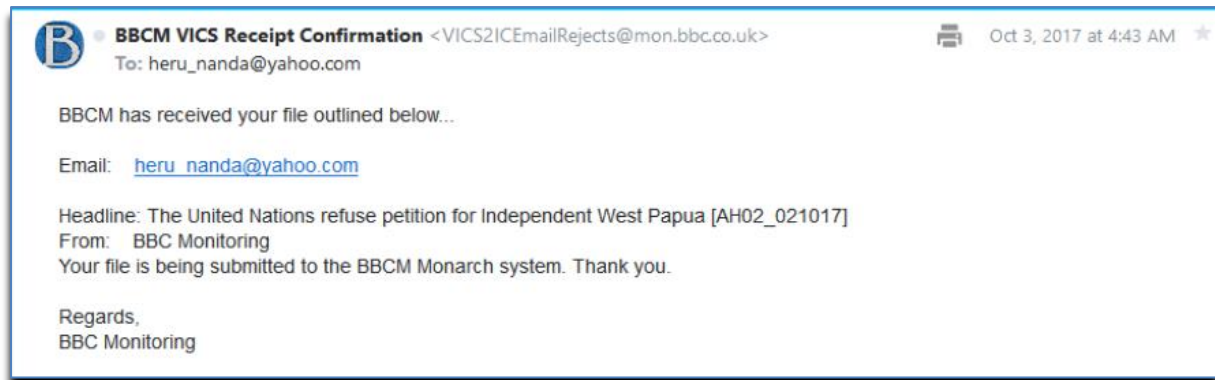 B
BBCM VICS Receipt Confirmation <VICS2ICEmailRejects@mon.bbc.co.uk> Oct 3, 2017 at 4:43 AM
To: heru_nanda@yahoo.com
BBCM has received your file outlined below...
Email: heru_nanda@yahoo.com
Headline: The United Nations refuse petition for Independent West Papua [AH02_021017]
From: BBC Monitoring
Your file is being submitted to the BBCM Monarch system. Thank you.
Regards,
BBC Monitoring